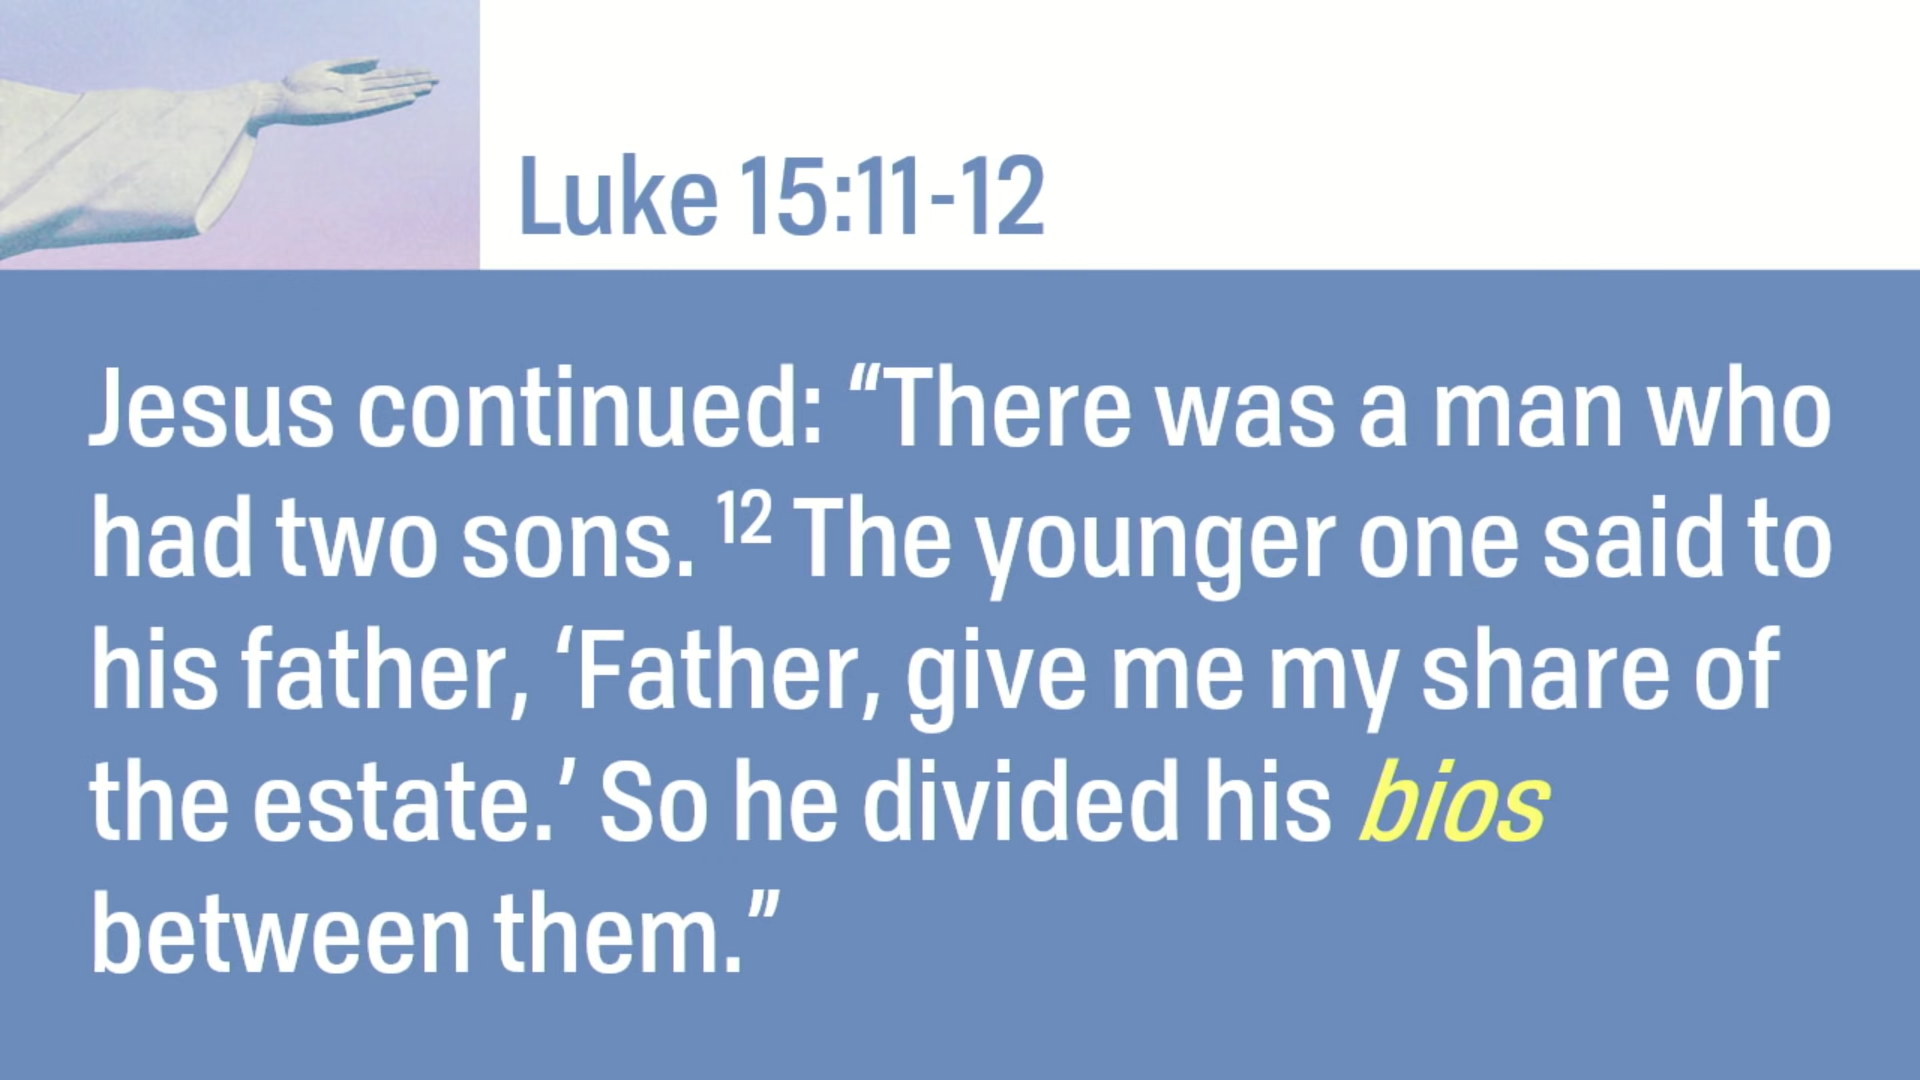 Luke 15:11-12
Jesus continued: “There was a man who
had two sons. 12 The younger one said to
his father, ‘Father, give me my share of
the estate.’ So he divided his bios
between them.”